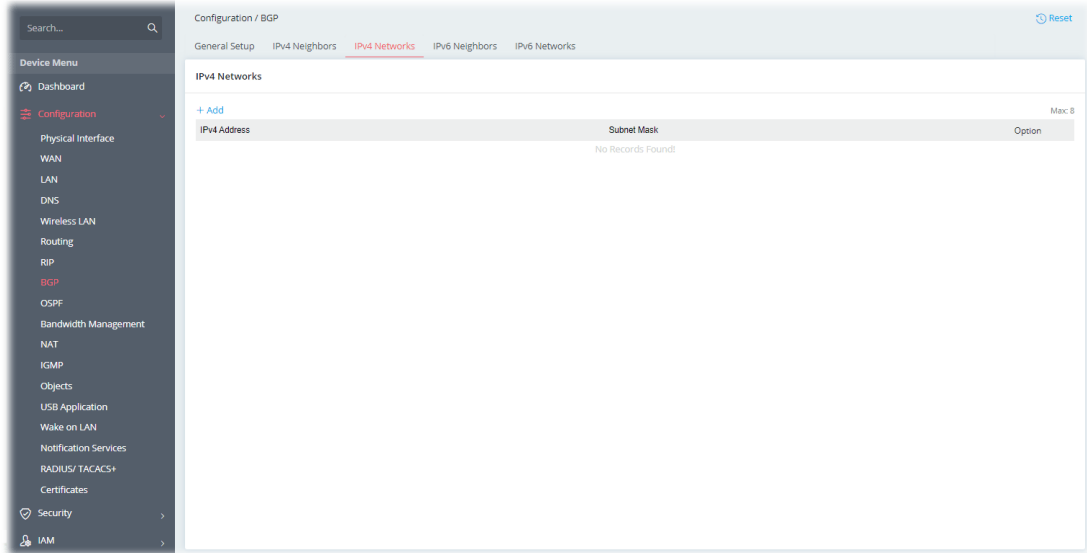 Search...
Device Menu
Dashboard
Configuration
Physical Interface
WAN
LAN
DNS
Wireless LAN
Routing
RIP
BGP
OSPF
Bandwidth Management
NAT
IGMP
Objects
USB Application
Wake on LAN
Notification Services
RADIUS/ TACACS+
Certificates
Security
IAM
Configuration / BGP
Reset
General Setup IPv4 Neighbors IPv4 Networks IPv6 Neighbors IPv6 Networks
IPv4 Networks
+ Add Max: 8
IPv4 Address Subnet Mask Option
No Records Found!